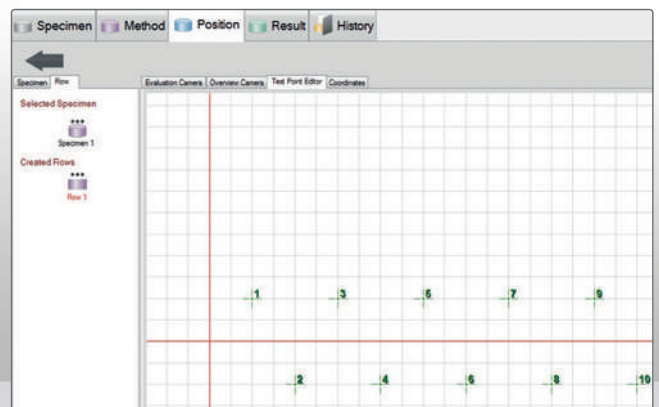 Specimen Method Position Result History
Specimen Row
Evaluation Camera Overview Camera Test Point Editor Coordinates
Selected Specimen
Specimen 1
Created Rows
Row 1
1 3 5 7 9
2 4 6 8 10